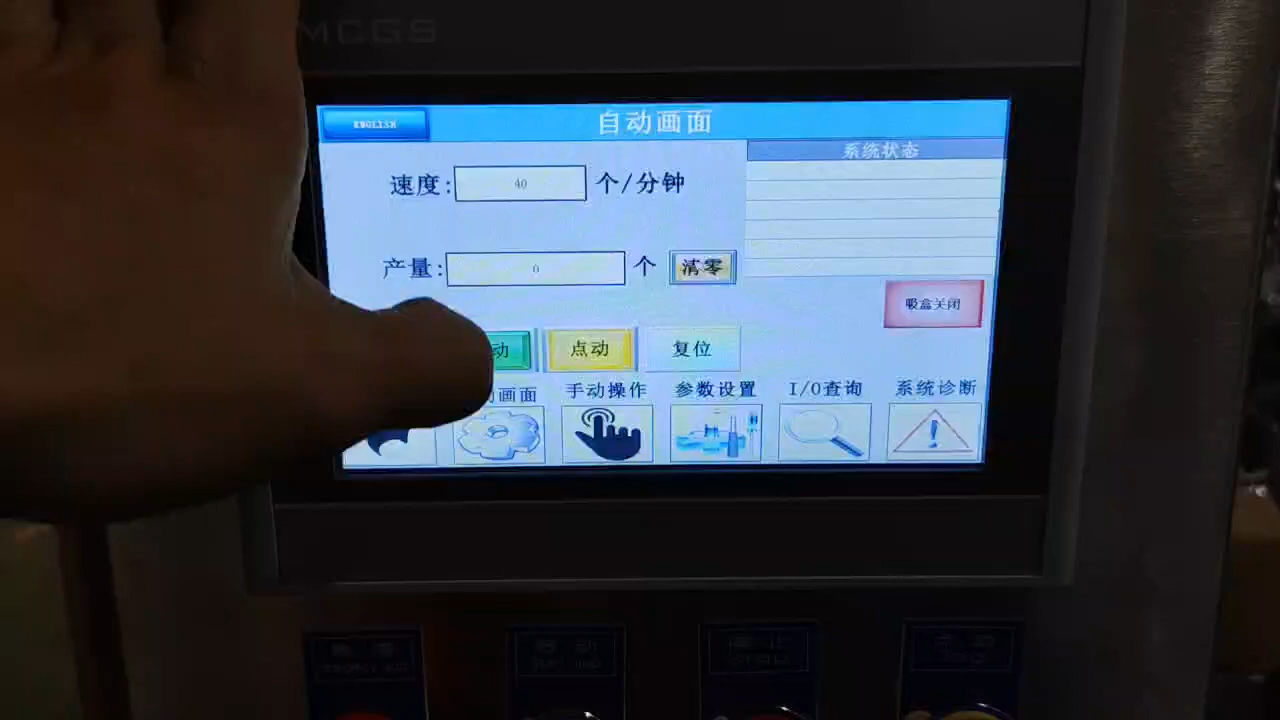 MCGS
ENGLISH
自动画面
系统状态
速度: 40 个/分钟
产量: 0 个 清零
吸盒关闭
动 点动 复位
画面 手动操作 参数设置 I/O查询 系统诊断